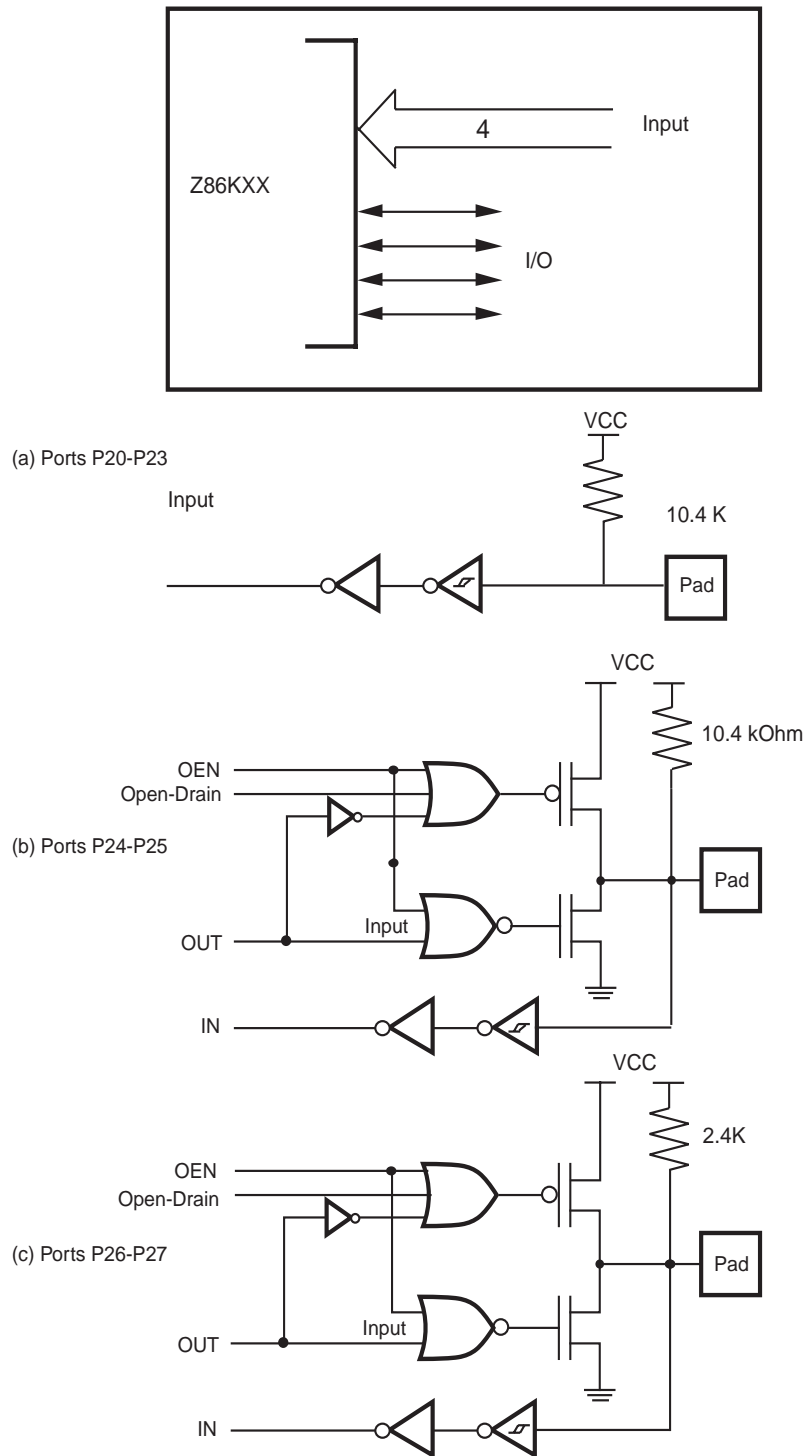 4
Input
Z86KXX
I/O
VCC
(a) Ports P20-P23
Input
10.4 K
Pad
VCC
10.4 kOhm
OEN
Open-Drain
(b) Ports P24-P25
Pad
Input
OUT
IN
VCC
2.4K
OEN
Open-Drain
(c) Ports P26-P27
Pad
Input
OUT
IN